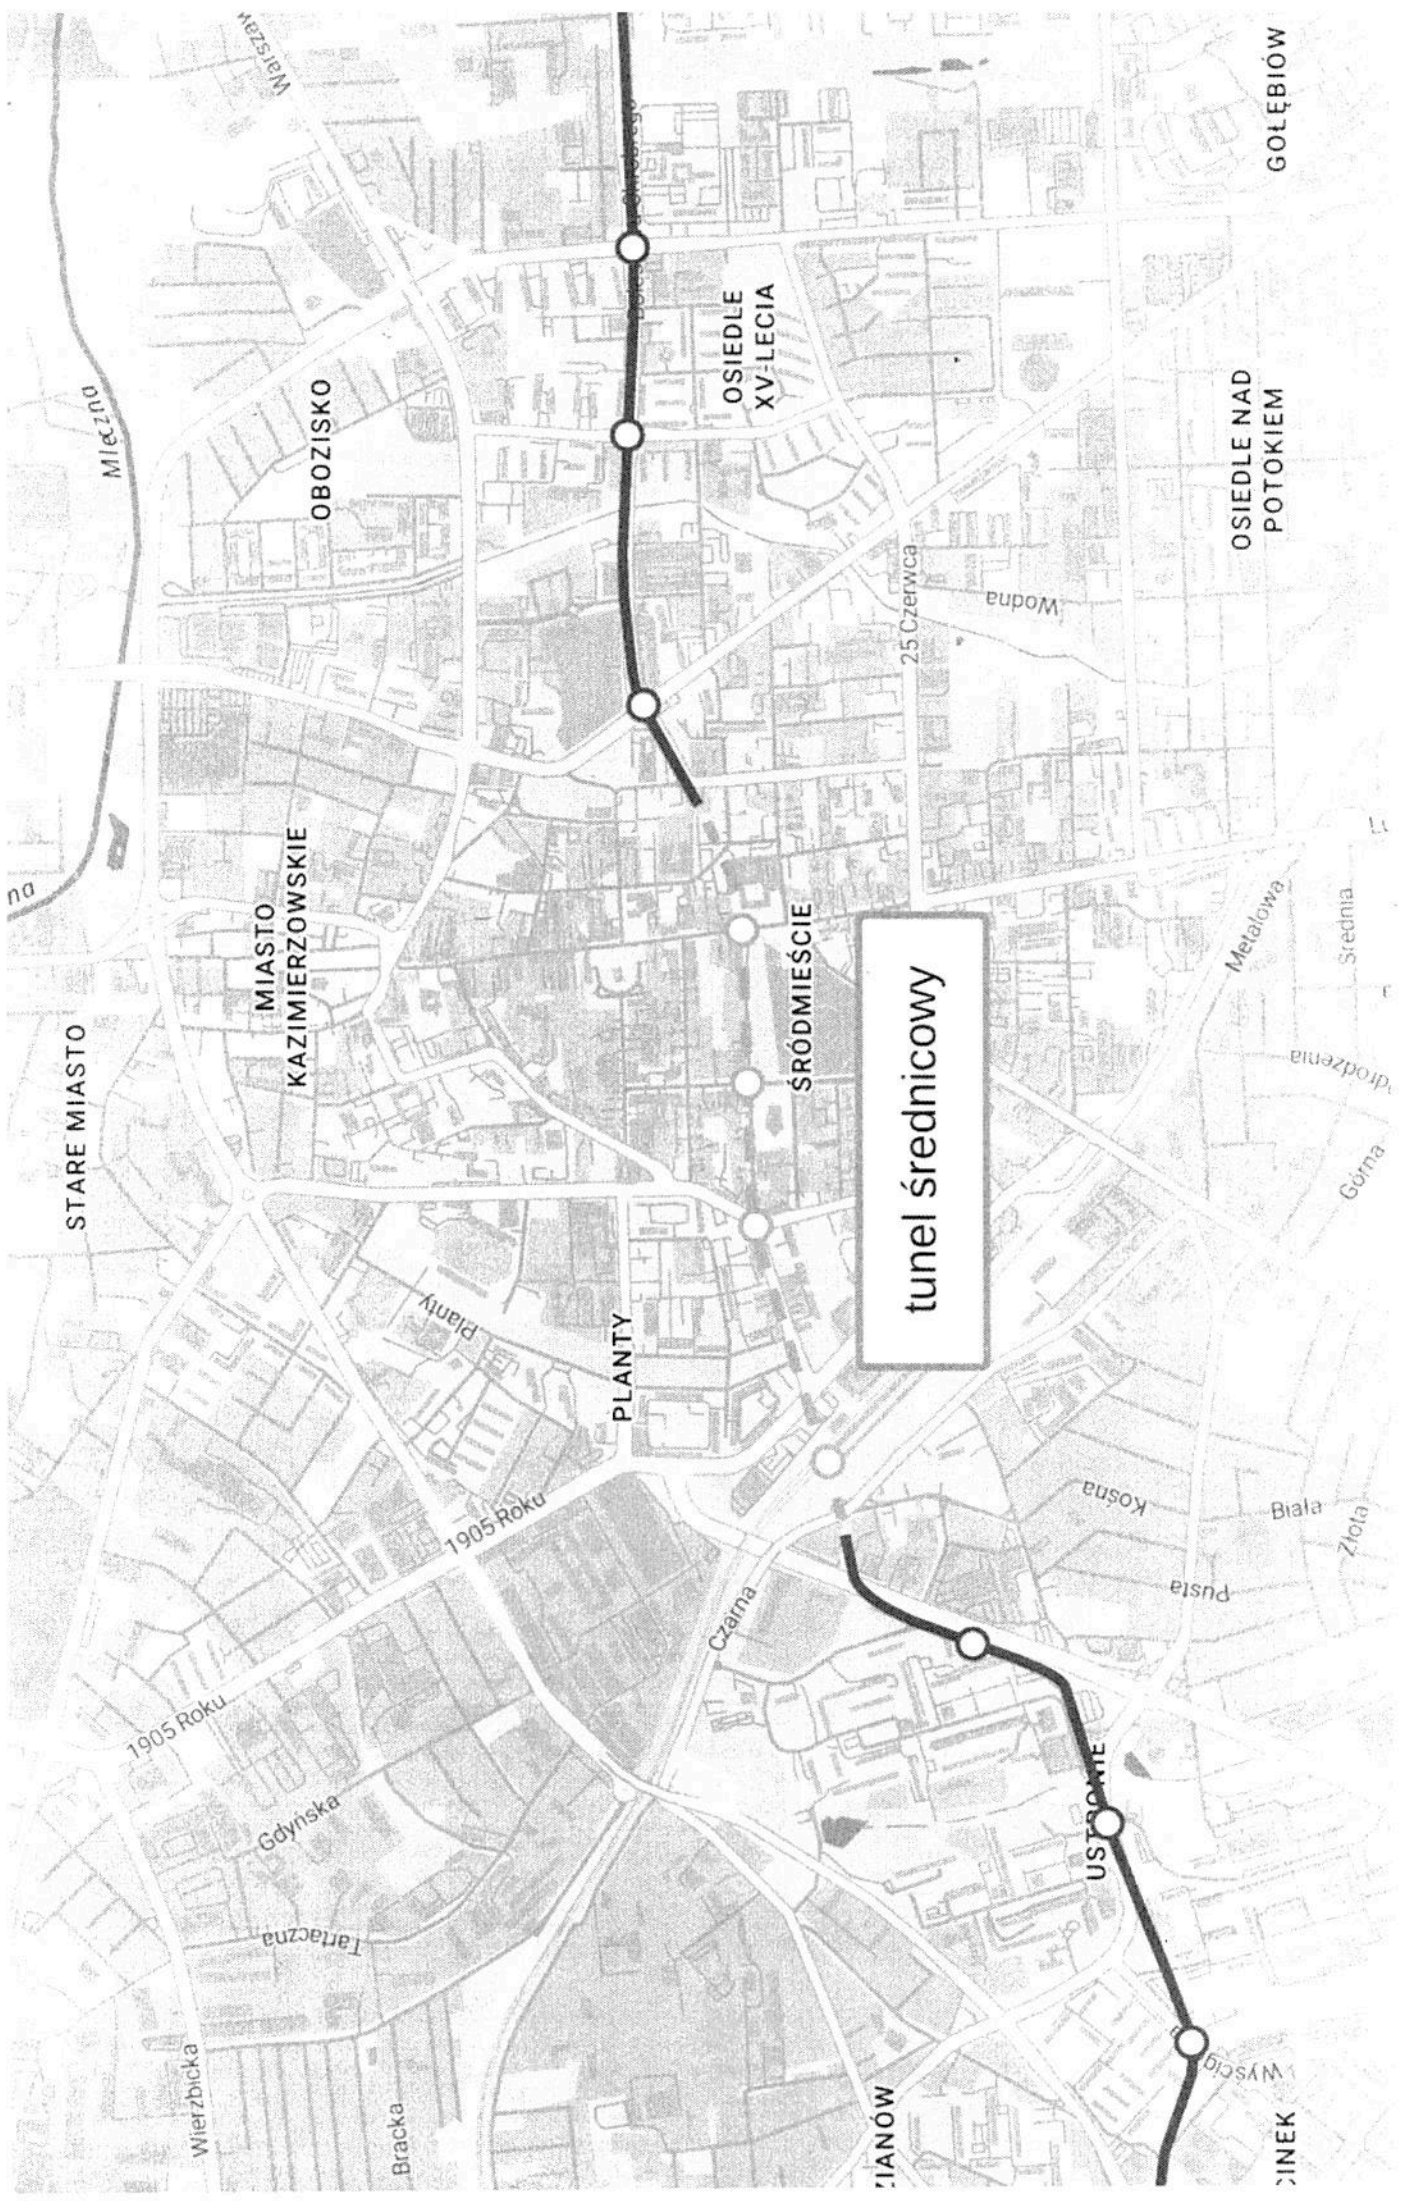 Mleczna
OBOZISKO
OSIEDLE
XV-LECIA
GOŁĘBIÓW
OSIEDLE NAD
POTOKIEM
25 Czerwca
Wodna
na
STARE MIASTO
MIASTO
KAZIMIERZOWSKIE
ŚRÓDMIEŚCIE
tunel średnicowy
Metalowa
Średnia
Górna
Planty
PLANTY
1905 Roku
1905 Roku
Czarna
Kośna
Biała
Złota
Pusta
Gdyńska
Tartaczna
Wierzbicka
Bracka
USTRONIE